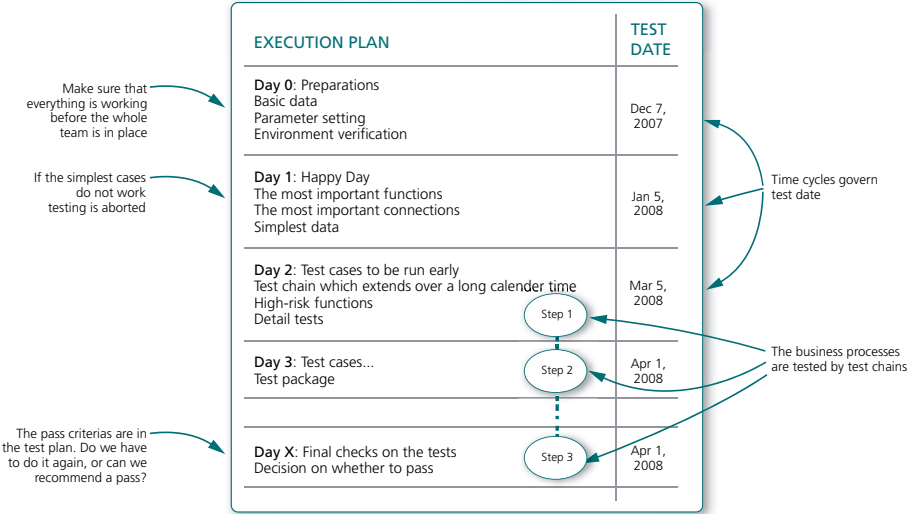 EXECUTION PLAN
TEST
DATE
Make sure that
everything is working
before the whole
team is in place
Day 0: Preparations
Basic data
Parameter setting
Environment verification
Dec 7,
2007
If the simplest cases
do not work
testing is aborted
Day 1: Happy Day
The most important functions
The most important connections
Simplest data
Jan 5,
2008
Time cycles govern
test date
Day 2: Test cases to be run early
Test chain which extends over a long calender time
High-risk functions
Detail tests
Step 1
Mar 5,
2008
Day 3: Test cases...
Test package
Step 2
Apr 1,
2008
The business processes
are tested by test chains
The pass criterias are in
the test plan. Do we have
to do it again, or can we
recommend a pass?
Day X: Final checks on the tests
Decision on whether to pass
Step 3
Apr 1,
2008